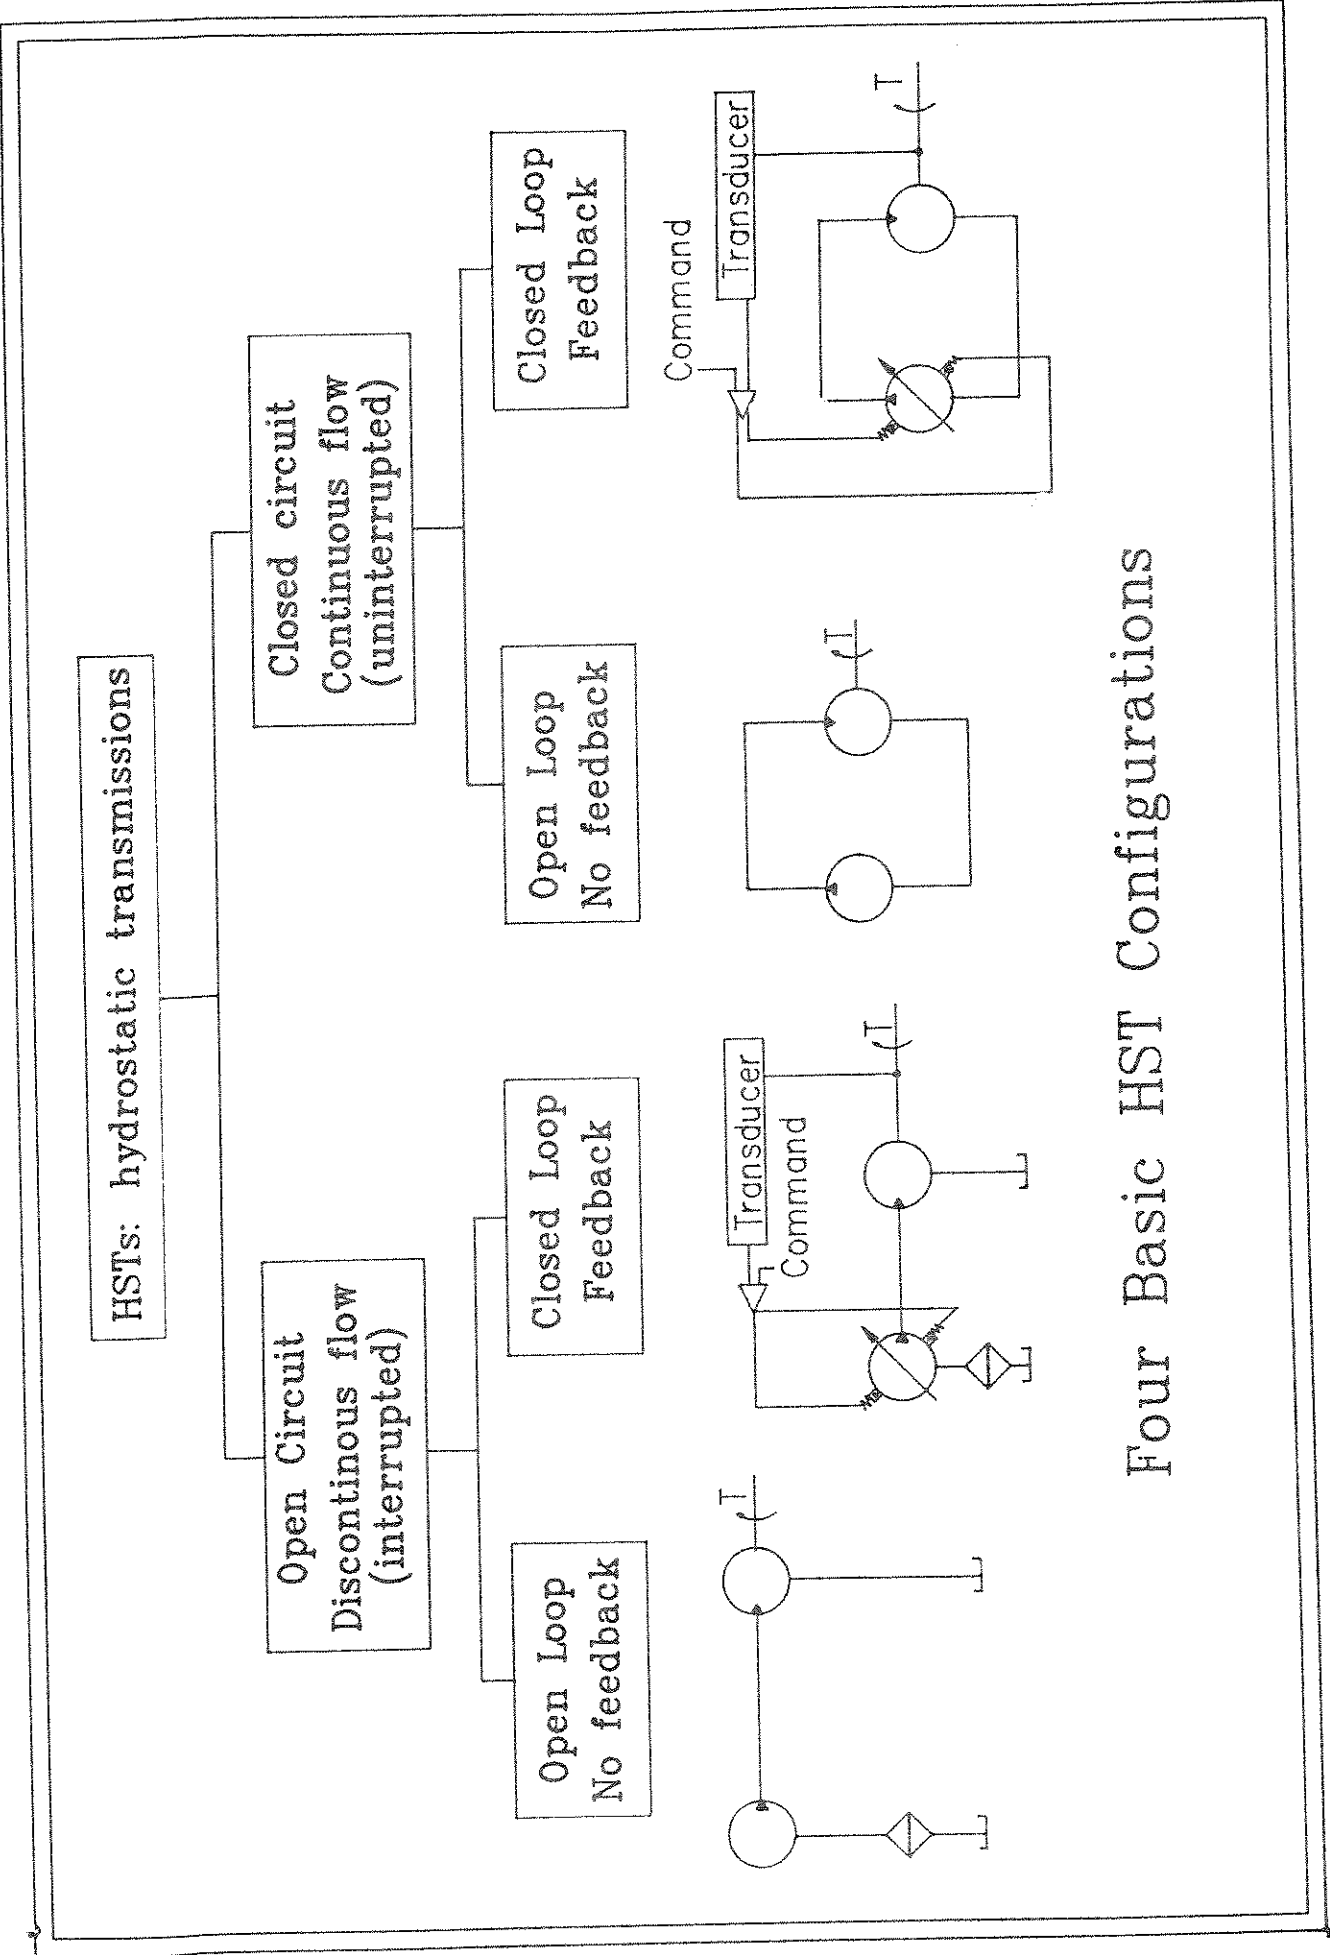 HSTs: hydrostatic transmissions
Open Circuit
Discontinous flow
(interrupted)
Closed circuit
Continuous flow
(uninterrupted)
Open Loop
No feedback
Closed Loop
Feedback
Open Loop
No feedback
Closed Loop
Feedback
T
Transducer
Command
T
T
Command
Transducer
T
Four Basic HST Configurations